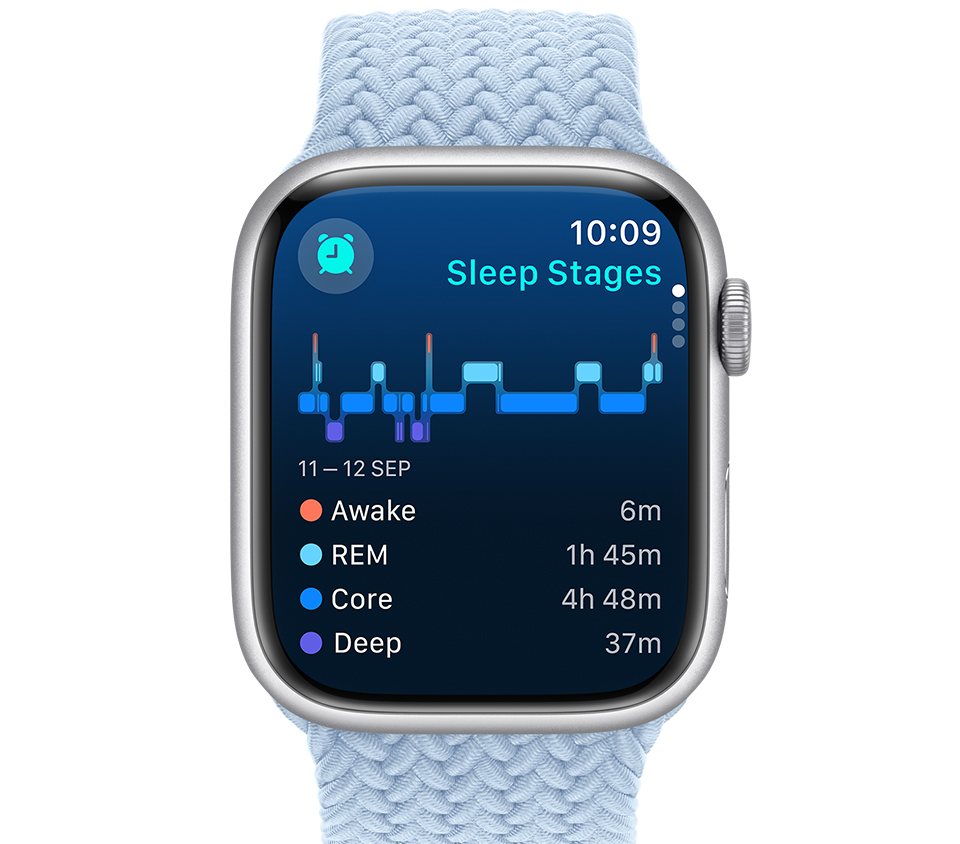 10:09
Sleep Stages
11 – 12 SEP
Awake 6m
REM 1h 45m
Core 4h 48m
Deep 37m